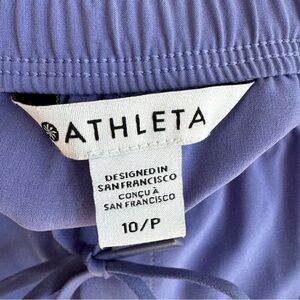 ATHLETA
DESIGNED IN
SAN FRANCISCO
CONÇU À
SAN FRANCISCO
10/P